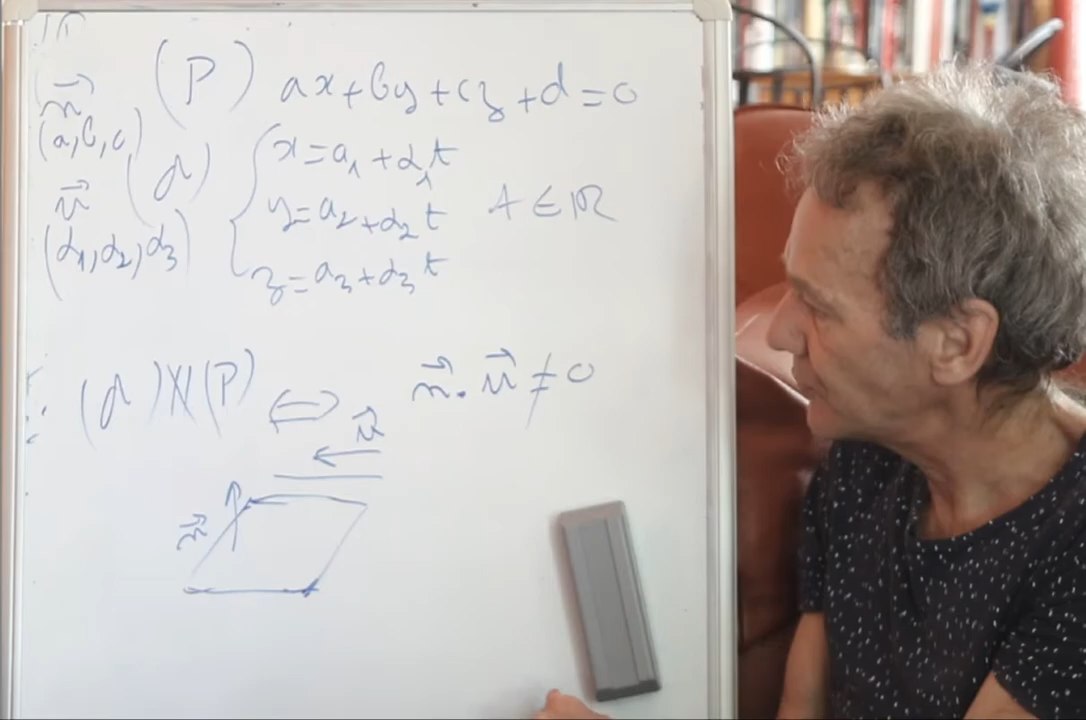 (P) ax+by+cz+d=0
n⃗
(a,b,c)
(d) { x=a₁+α₁t
y=a₂+α₂t t∈ℝ
z=a₃+α₃t
u⃗
(α₁,α₂,α₃)
(d)∦(P) ⇔ n⃗.u⃗≠0
u⃗
n⃗